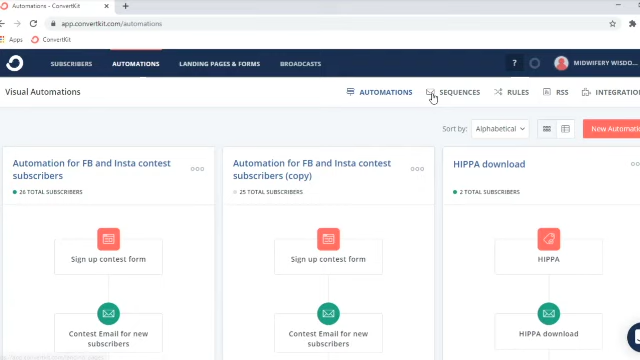 Automations - ConvertKit
app.convertkit.com/automations
Apps
ConvertKit
SUBSCRIBERS
AUTOMATIONS
LANDING PAGES & FORMS
BROADCASTS
?
MIDWIFERY WISDO...
Visual Automations
AUTOMATIONS
SEQUENCES
RULES
RSS
INTEGRATION
Sort by:
Alphabetical
New Automati
Automation for FB and Insta contest
subscribers
26 TOTAL SUBSCRIBERS
Sign up contest form
Contest Email for new
subscribers
Automation for FB and Insta contest
subscribers (copy)
25 TOTAL SUBSCRIBERS
Sign up contest form
Contest Email for new
subscribers
HIPPA download
2 TOTAL SUBSCRIBERS
HIPPA
HIPPA download